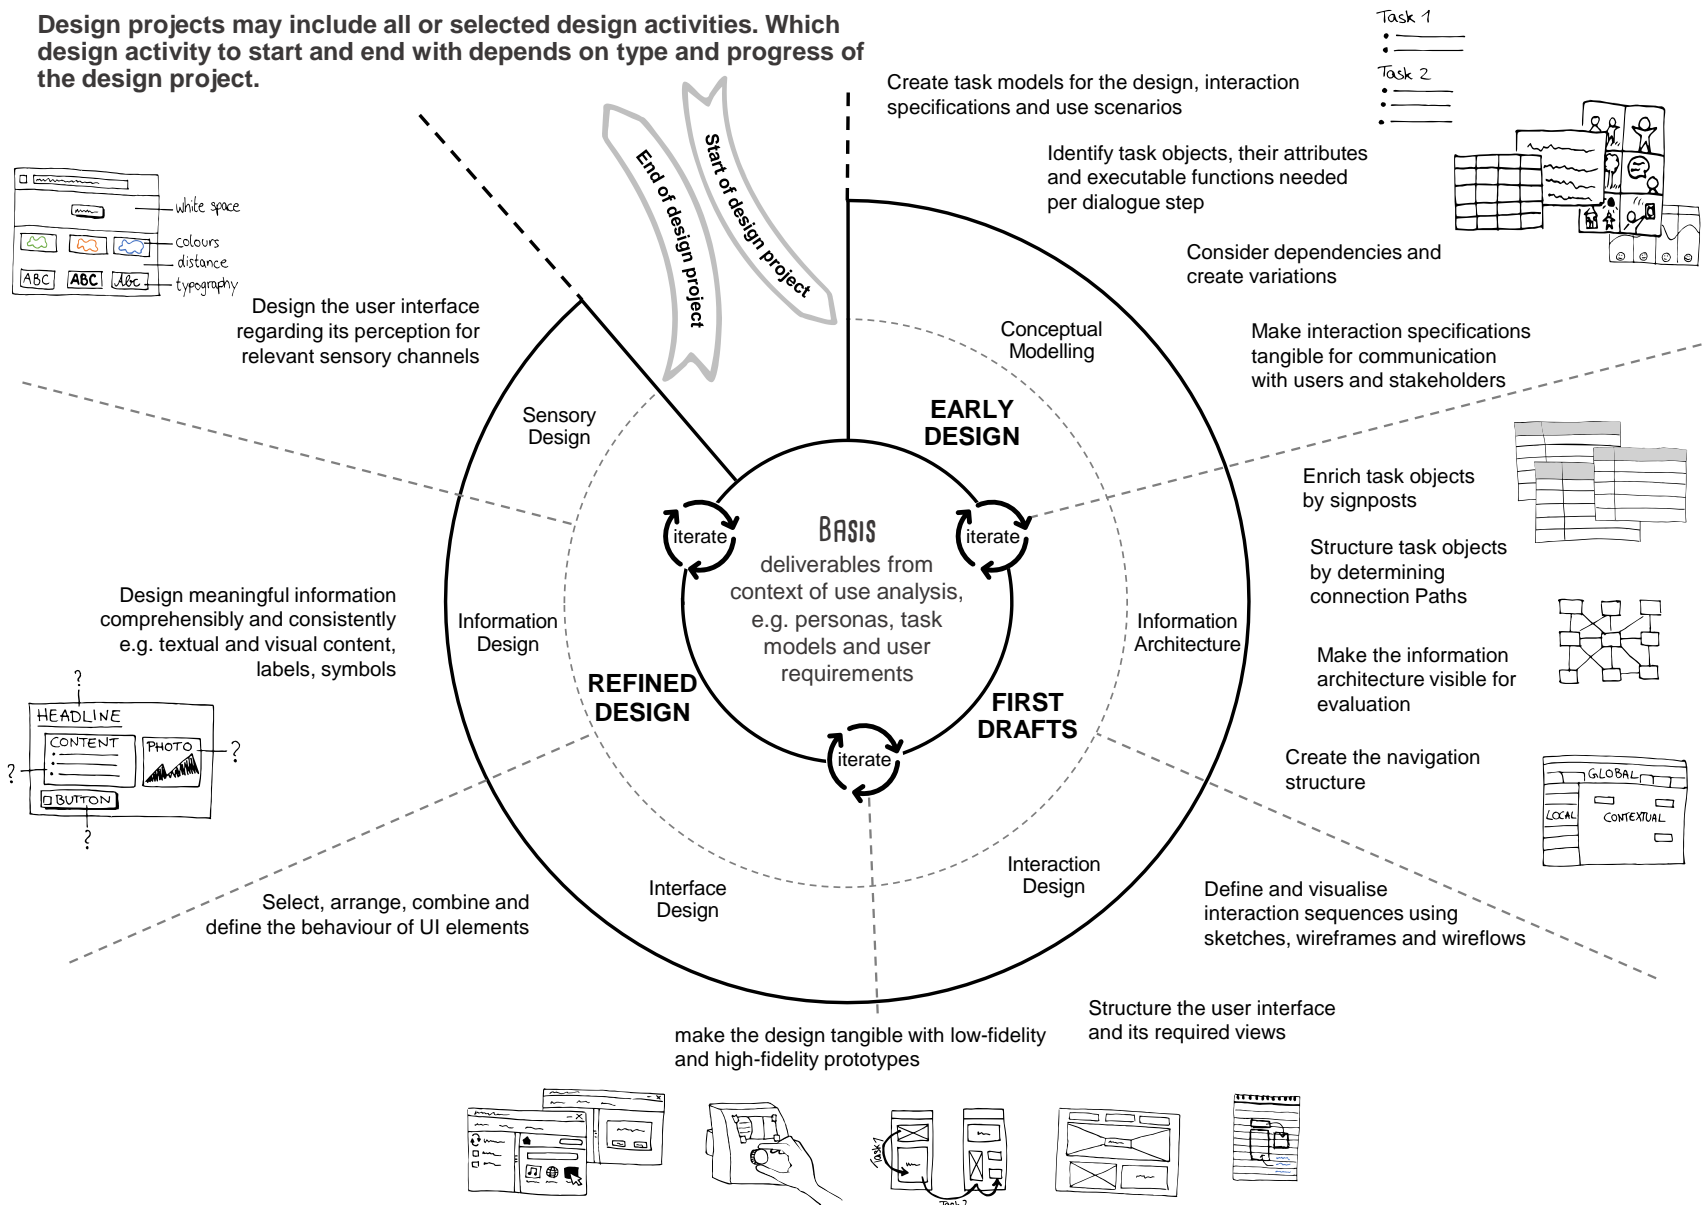 Design projects may include all or selected design activities. Which
design activity to start and end with depends on type and progress of
the design project.
Start of design project
End of design project
Create task models for the design, interaction
specifications and use scenarios
Identify task objects, their attributes
and executable functions needed
per dialogue step
Consider dependencies and
create variations
Make interaction specifications
tangible for communication
with users and stakeholders
Task 1
Task 2
Conceptual
Modelling
EARLY
DESIGN
Enrich task objects
by signposts
Structure task objects
by determining
connection Paths
Make the information
architecture visible for
evaluation
Create the navigation
structure
GLOBAL
LOCAL
CONTEXTUAL
Information
Architecture
FIRST
DRAFTS
Interaction
Design
Define and visualise
interaction sequences using
sketches, wireframes and wireflows
Structure the user interface
and its required views
make the design tangible with low-fidelity
and high-fidelity prototypes
Task 1
Task 2
Interface
Design
Select, arrange, combine and
define the behaviour of UI elements
REFINED
DESIGN
Information
Design
Design meaningful information
comprehensibly and consistently
e.g. textual and visual content,
labels, symbols
?
HEADLINE
CONTENT
PHOTO
?
?
BUTTON
?
Sensory
Design
Design the user interface
regarding its perception for
relevant sensory channels
white space
colours
distance
typography
ABC
ABC
Abc
iterate
iterate
iterate
BASIS
deliverables from
context of use analysis,
e.g. personas, task
models and user
requirements